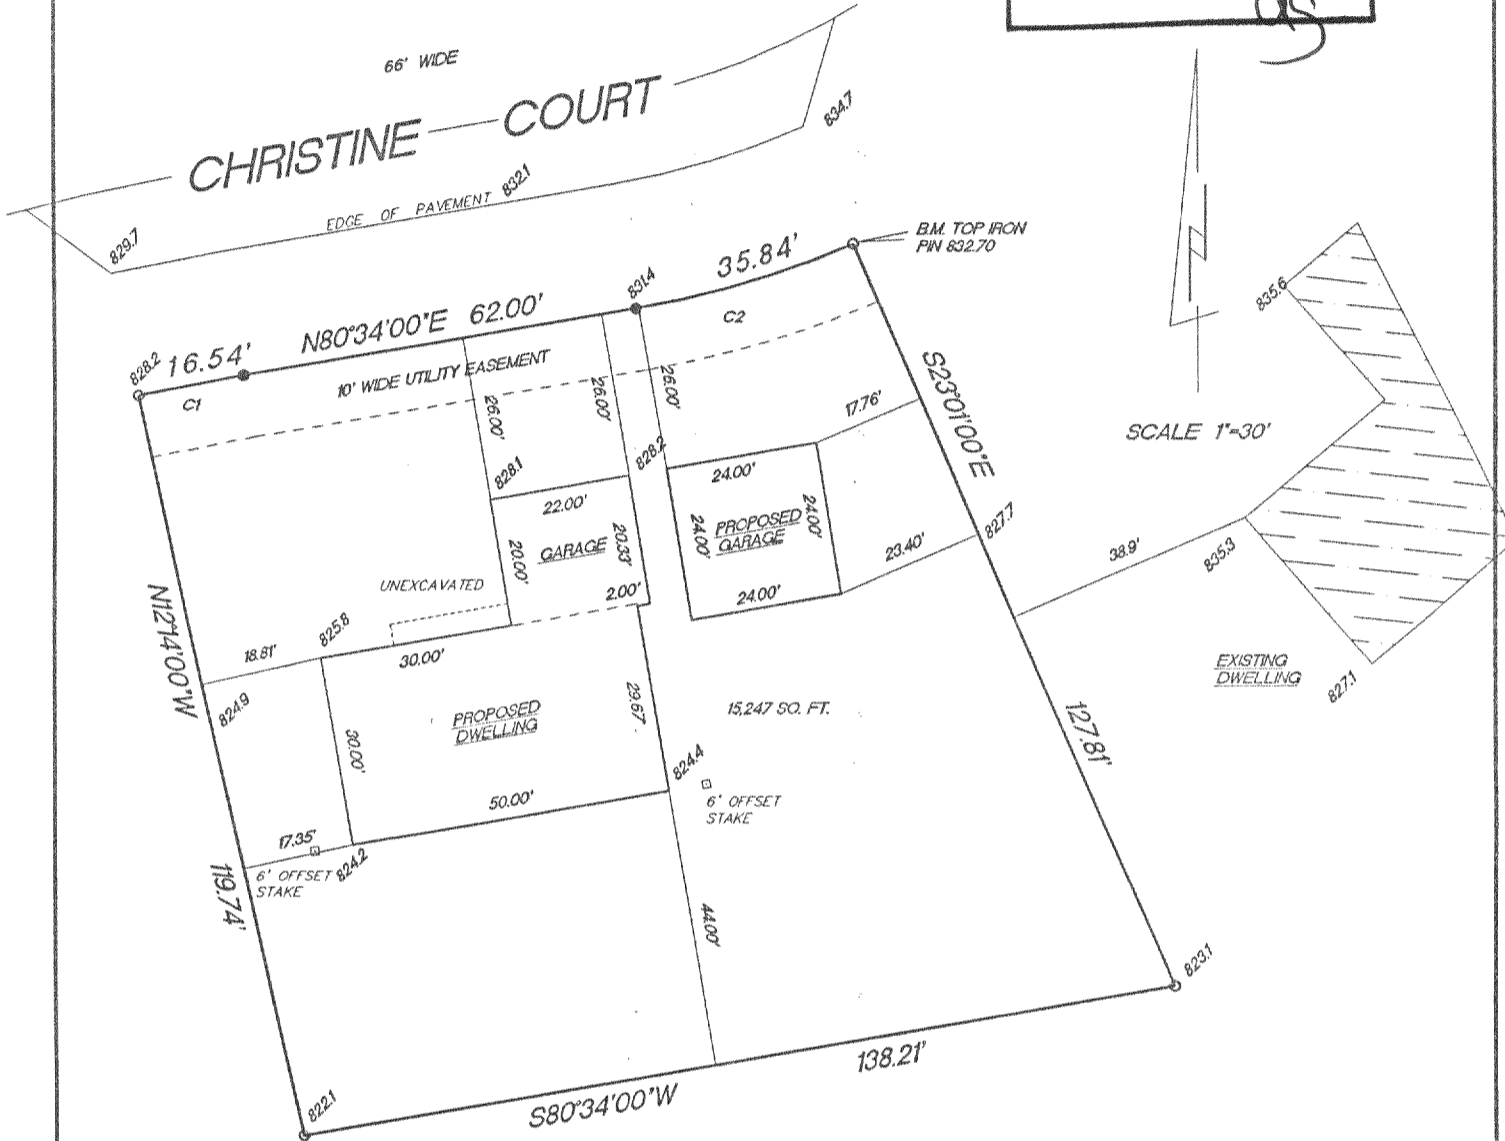 66' WIDE
CHRISTINE COURT
834.7
EDGE OF PAVEMENT 832.1
829.7
B.M. TOP IRON
PIN 832.70
35.84'
831.4
N80°34'00"E 62.00'
16.54'
828.2
C1
C2
10' WIDE UTILITY EASEMENT
835.6
26.00'
26.00'
26.00'
17.76'
S23°01'00"E
SCALE 1"=30'
828.1
828.2
24.00'
22.00'
24.00'
24.00'
PROPOSED
GARAGE
GARAGE
20.00'
20.33'
23.40'
827.7
38.9'
835.3
UNEXCAVATED
2.00'
24.00'
N12°14'00"W
18.81'
825.8
30.00'
824.9
EXISTING
DWELLING
827.1
PROPOSED
DWELLING
29.67'
15,247 SQ. FT.
127.81'
30.00'
824.4
50.00'
6' OFFSET
STAKE
17.35'
824.2
6' OFFSET
STAKE
119.74'
44.00'
823.1
138.21'
S80°34'00"W
822.1